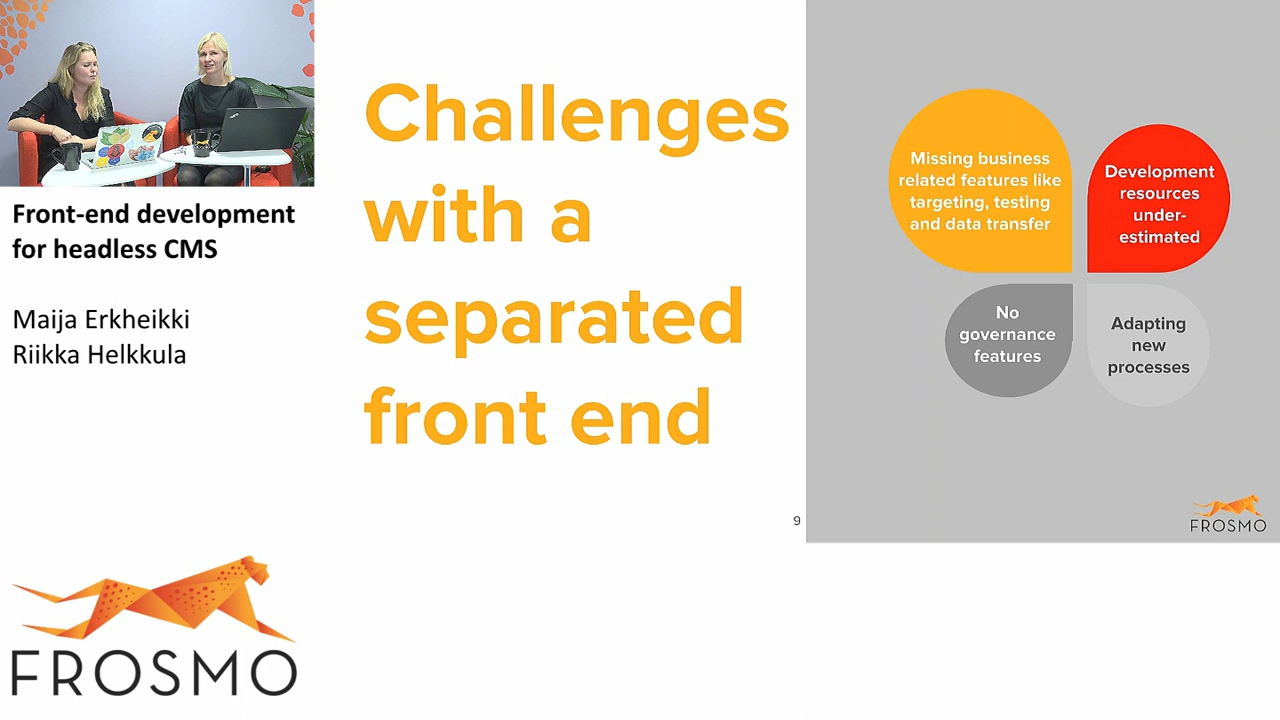 Front-end development
for headless CMS
Maija Erkheikki
Riikka Helkkula
FROSMO
Challenges
with a
separated
front end
9
Missing business
related features like
targeting, testing
and data transfer
Development
resources
under-
estimated
No
governance
features
Adapting
new
processes
FROSMO